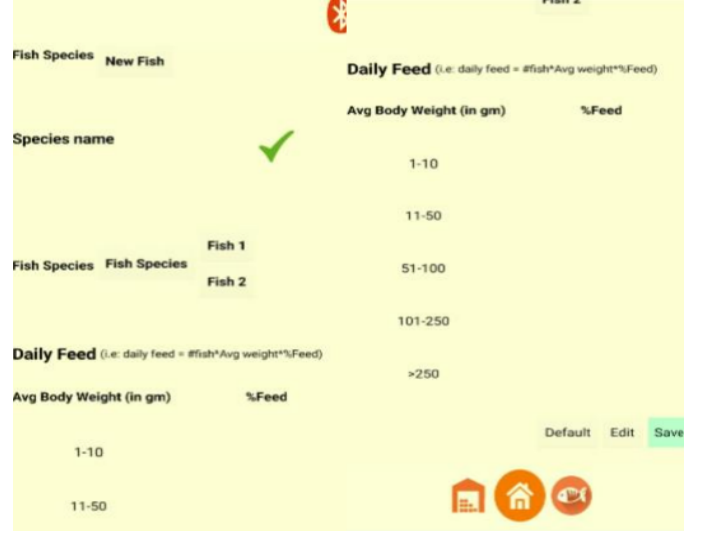 Fish Species New Fish
Species name
Fish 1
Fish Species Fish Species
Fish 2
Daily Feed (i.e: daily feed = #fish*Avg weight*%Feed)
Avg Body Weight (in gm) %Feed
1-10
11-50
Fish 2
Daily Feed (i.e: daily feed = #fish*Avg weight*%Feed)
Avg Body Weight (in gm) %Feed
1-10
11-50
51-100
101-250
>250
Default Edit Save